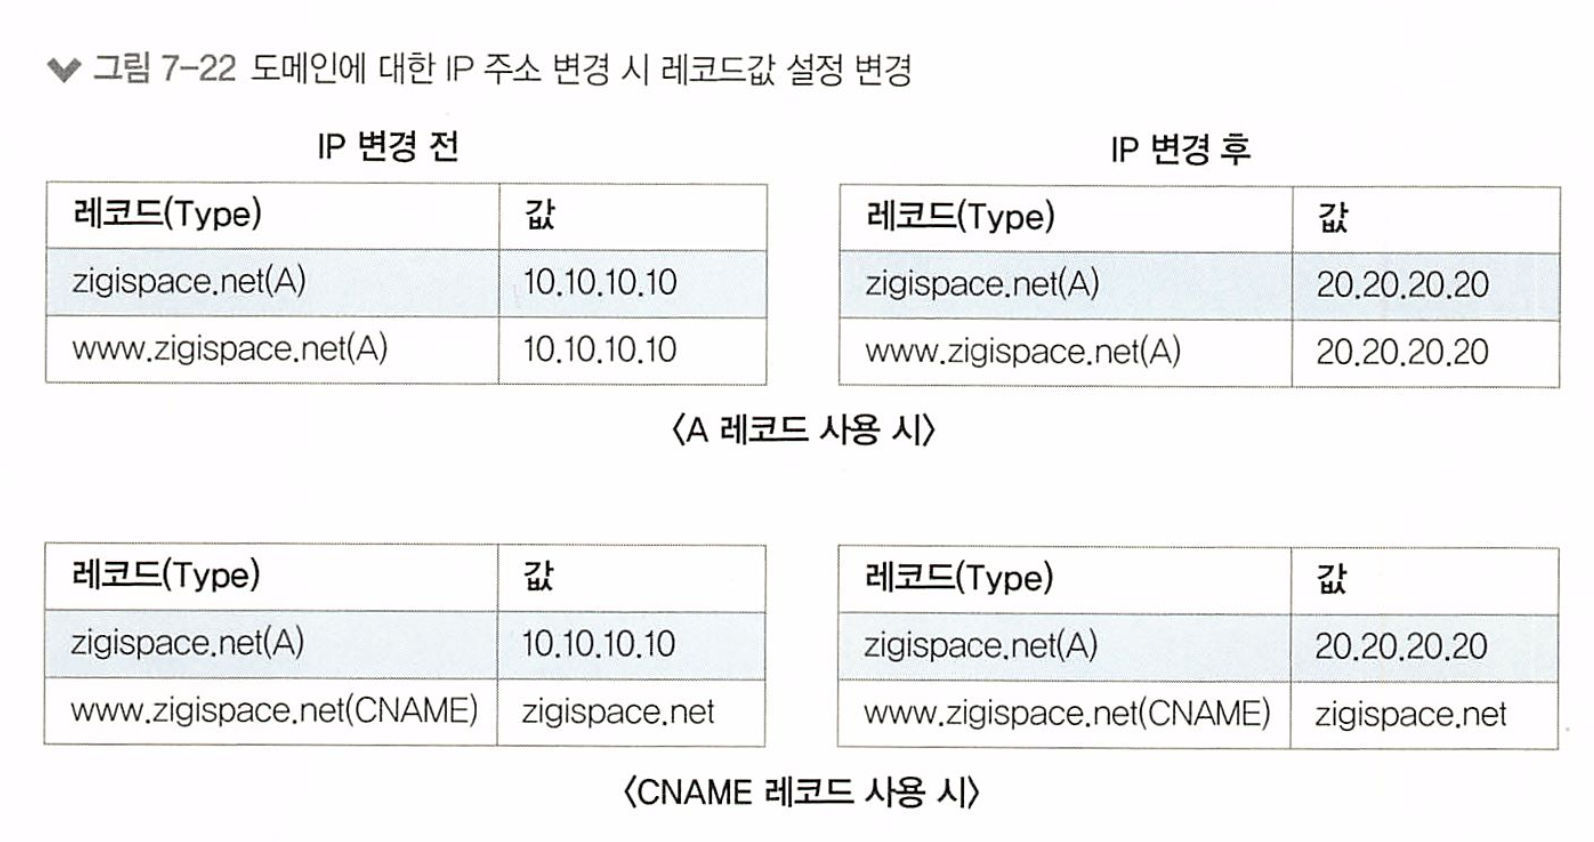 그림 7-22 도메인에 대한 IP 주소 변경 시 레코드값 설정 변경
IP 변경 전
레코드(Type) 값
zigispace.net(A) 10.10.10.10
www.zigispace.net(A) 10.10.10.10
IP 변경 후
레코드(Type) 값
zigispace.net(A) 20.20.20.20
www.zigispace.net(A) 20.20.20.20
〈A 레코드 사용 시〉
레코드(Type) 값
zigispace.net(A) 10.10.10.10
www.zigispace.net(CNAME) zigispace.net
레코드(Type) 값
zigispace.net(A) 20.20.20.20
www.zigispace.net(CNAME) zigispace.net
〈CNAME 레코드 사용 시〉